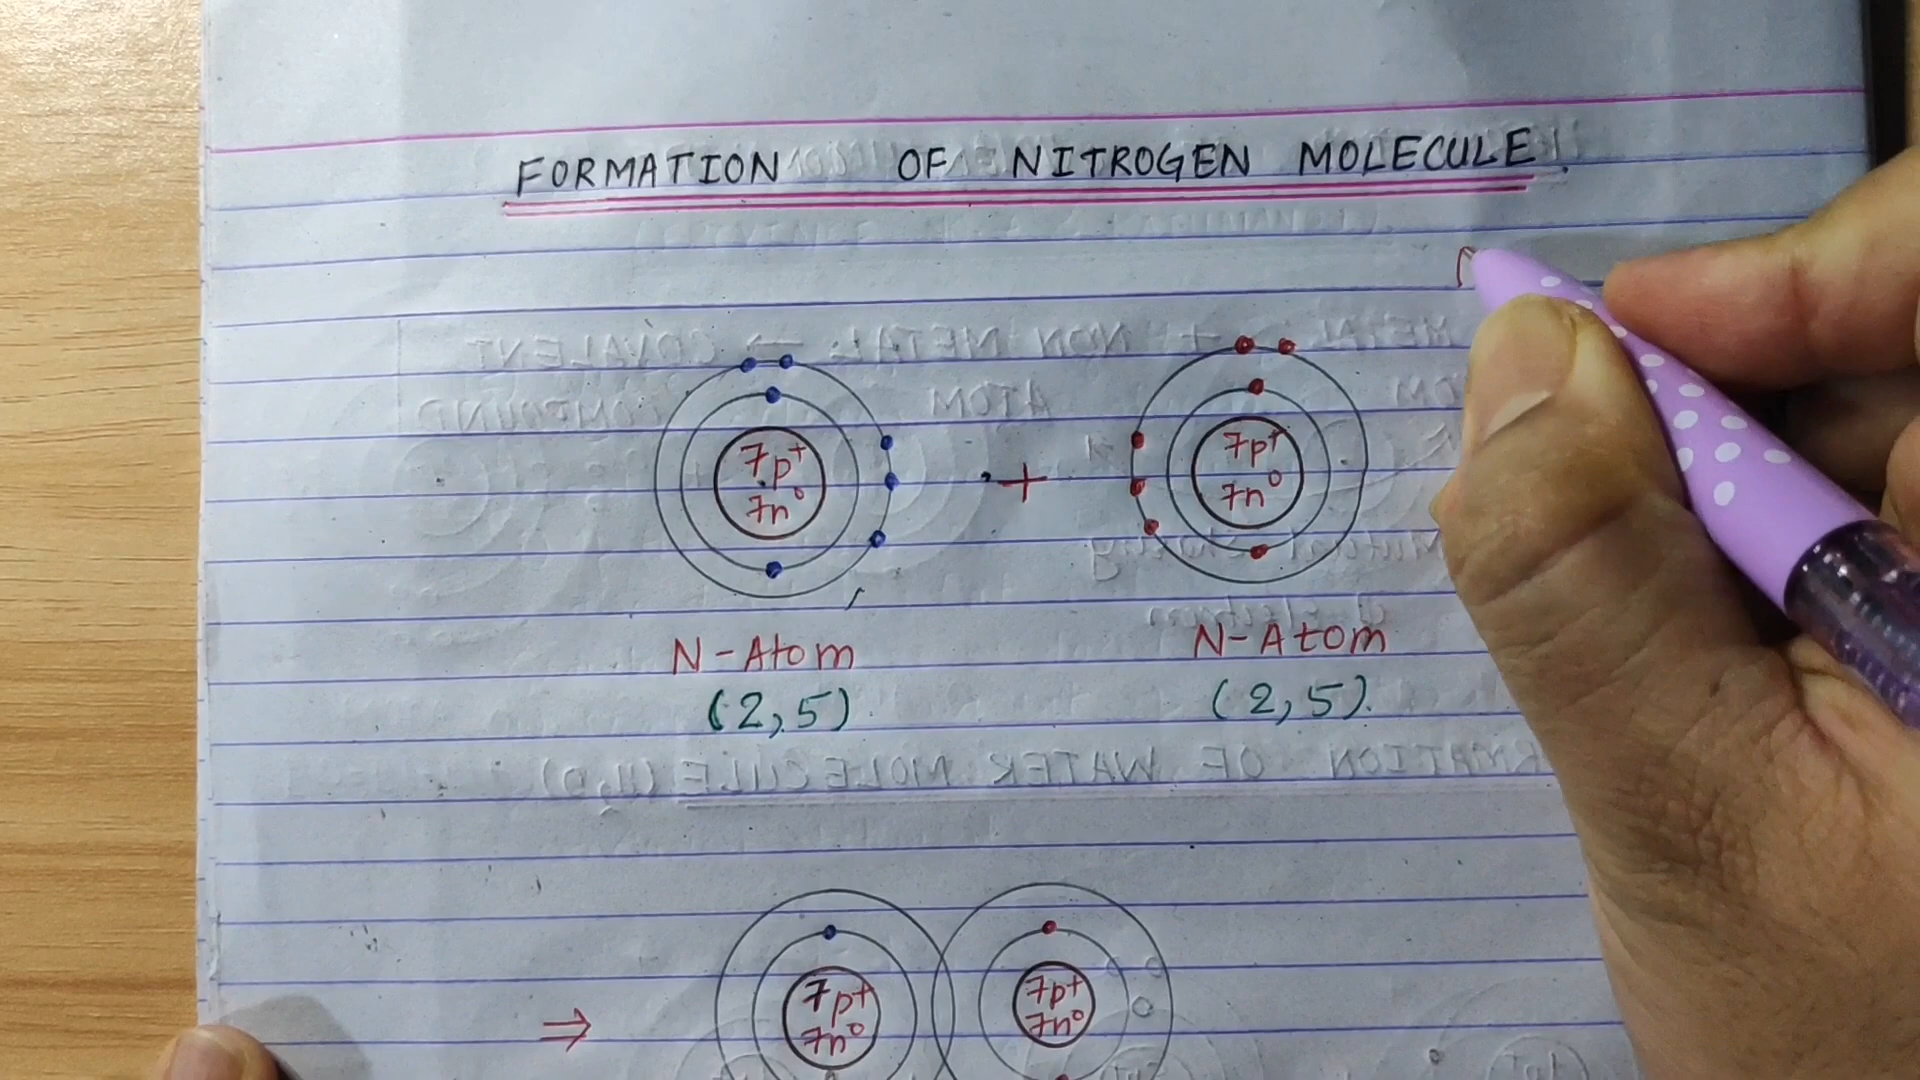 FORMATION OF NITROGEN MOLECULE.
7p+ 7p+
7n⁰ + 7n⁰
N-Atom N-Atom
(2,5). (2,5).
7p+ 7p+
⇒ 7n⁰ 7n⁰